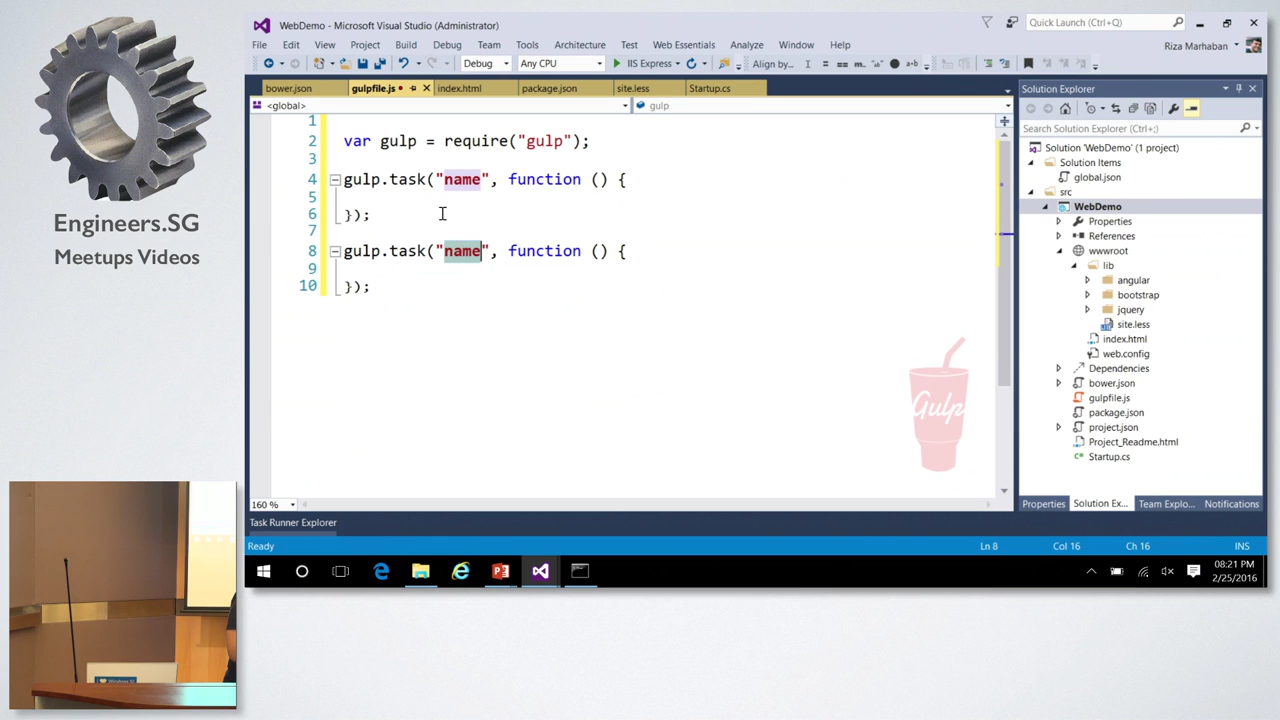 Engineers.SG
Meetups Videos
WebDemo - Microsoft Visual Studio (Administrator)
Quick Launch (Ctrl+Q)
File Edit View Project Build Debug Team Tools Architecture Test Web Essentials Analyze Window Help
Riza Marhaban
Debug Any CPU IIS Express Align by...
bower.json gulpfile.js index.html package.json site.less Startup.cs
<global> gulp
1
2 var gulp = require("gulp");
3
4 gulp.task("name", function () {
5
6 });
7
8 gulp.task("name", function () {
9
10 });
Gulp
160 %
Task Runner Explorer
Solution Explorer
Search Solution Explorer (Ctrl+;)
Solution 'WebDemo' (1 project)
Solution Items
global.json
src
WebDemo
Properties
References
wwwroot
lib
angular
bootstrap
jquery
site.less
index.html
web.config
Dependencies
bower.json
gulpfile.js
package.json
project.json
Project_Readme.html
Startup.cs
Properties Solution Ex... Team Explo... Notifications
Ready Ln 8 Col 16 Ch 16 INS
08:21 PM
2/25/2016